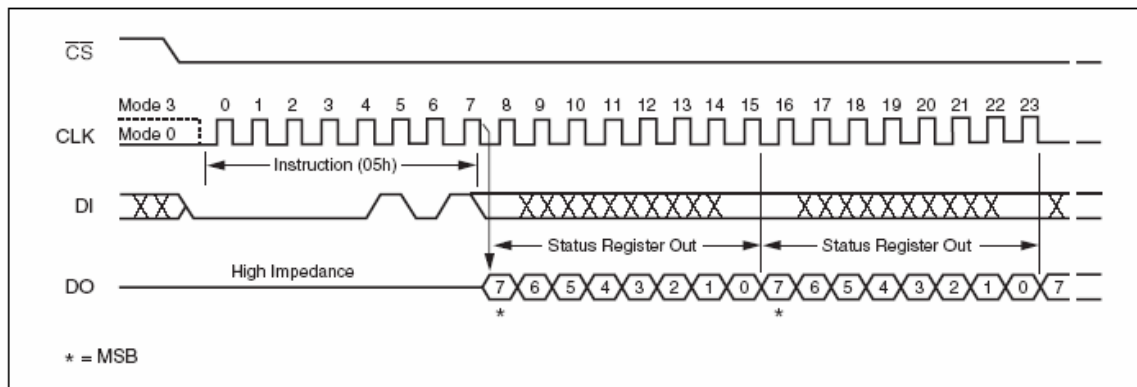 CS
Mode 3 0 1 2 3 4 5 6 7 8 9 10 11 12 13 14 15 16 17 18 19 20 21 22 23
CLK Mode 0
Instruction (05h)
DI
Status Register Out Status Register Out
High Impedance
DO 7 6 5 4 3 2 1 0 7 6 5 4 3 2 1 0 7
* *
* = MSB